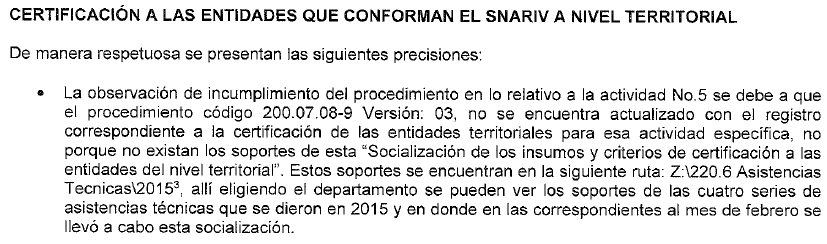 CERTIFICACIÓN A LAS ENTIDADES QUE CONFORMAN EL SNARIV A NIVEL TERRITORIAL
De manera respetuosa se presentan las siguientes precisiones:
• La observación de incumplimiento del procedimiento en lo relativo a la actividad No.5 se debe a que
el procedimiento código 200.07.08-9 Versión: 03, no se encuentra actualizado con el registro
correspondiente a la certificación de las entidades territoriales para esa actividad específica, no
porque no existan los soportes de esta “Socialización de los insumos y criterios de certificación a las
entidades del nivel territorial”. Estos soportes se encuentran en la siguiente ruta: Z:\220.6 Asistencias
Tecnicas\2015³, allí eligiendo el departamento se pueden ver los soportes de las cuatro series de
asistencias técnicas que se dieron en 2015 y en donde en las correspondientes al mes de febrero se
llevó a cabo esta socialización.